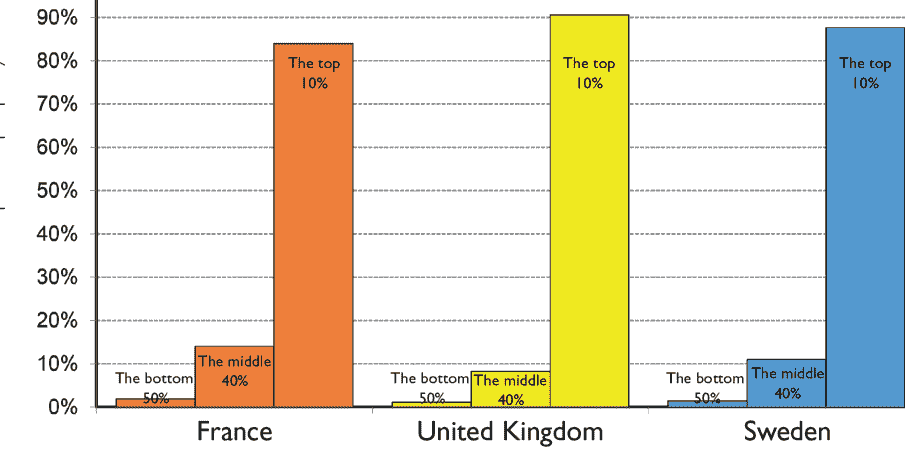 90%
80%
70%
60%
50%
40%
30%
20%
10%
0%
The top
10%
The middle
40%
The bottom
50%
The top
10%
The middle
40%
The bottom
50%
The top
10%
The middle
40%
The bottom
50%
France
United Kingdom
Sweden